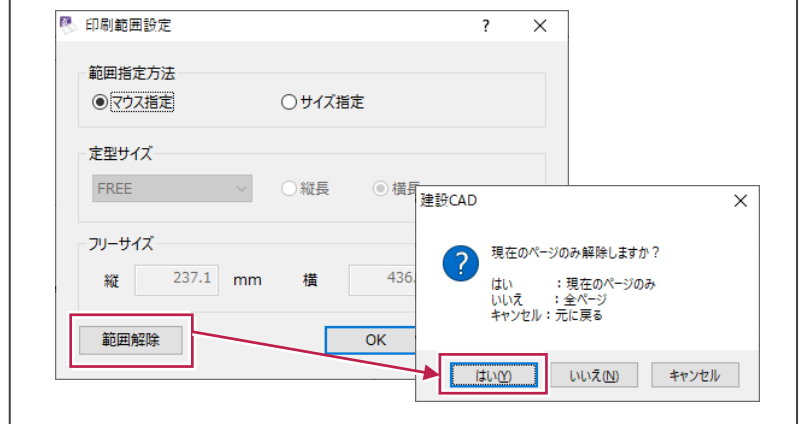 印刷範囲設定
?
範囲指定方法
マウス指定
サイズ指定
定型サイズ
FREE
縦長
横長
フリーサイズ
縦
237.1
mm
横
436.
範囲解除
OK
建設CAD
?
現在のページのみ解除しますか？
はい ：現在のページのみ
いいえ ：全ページ
キャンセル：元に戻る
はい(Y)
いいえ(N)
キャンセル